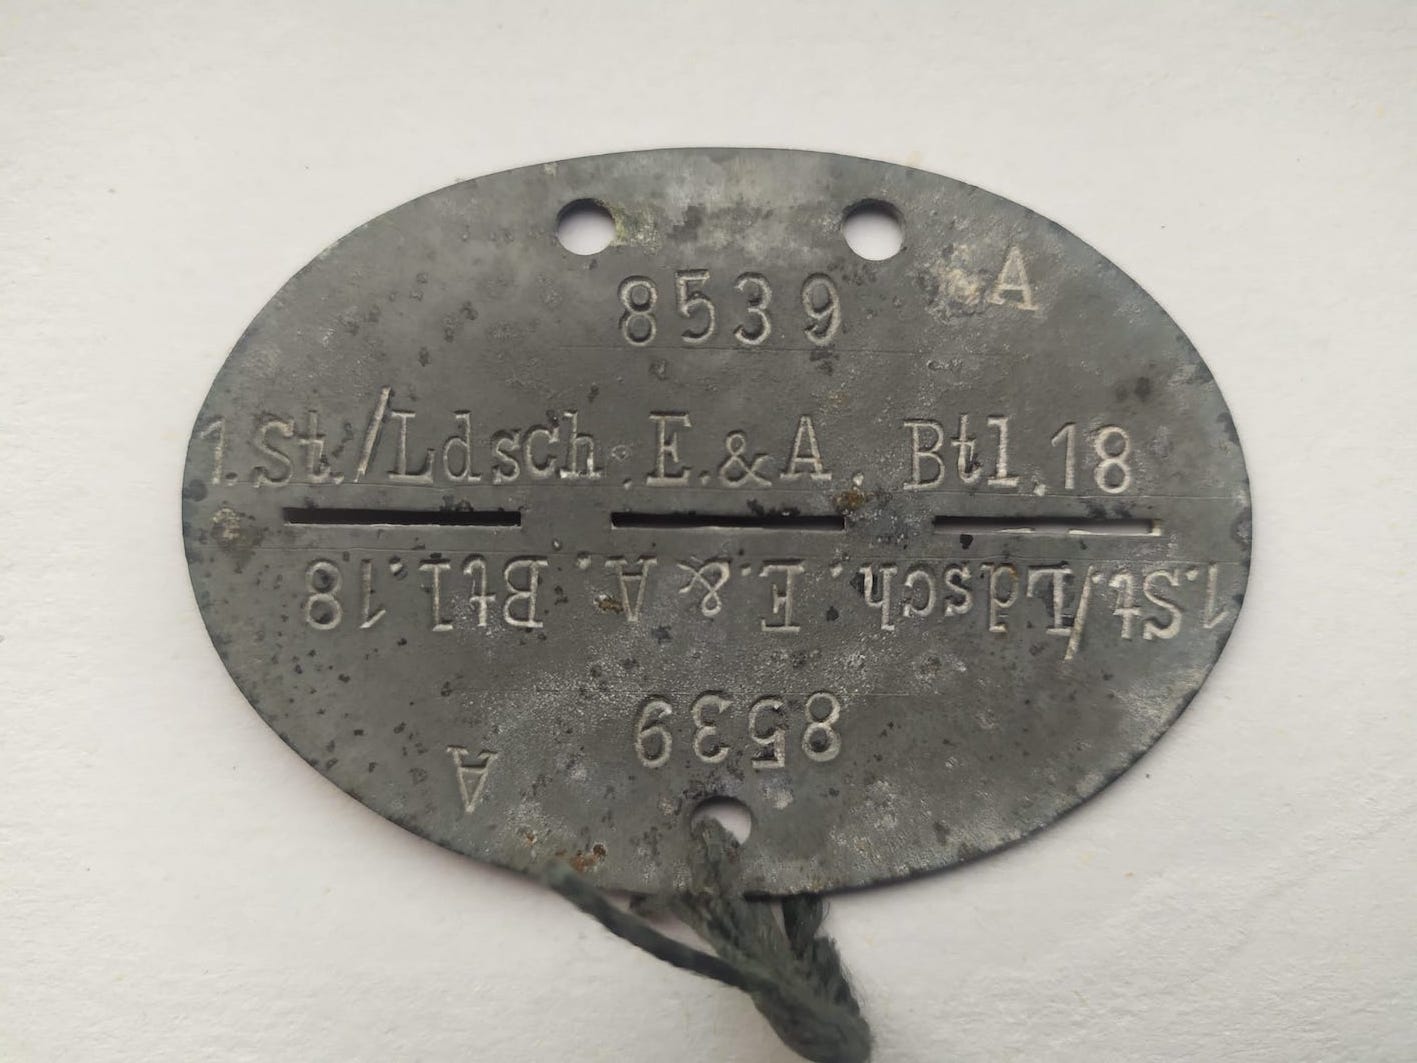 8539 A
1.St./Ldsch.E.&A. Btl.18
1.St/Ldsch.E.&A.Btl.18
8539
A